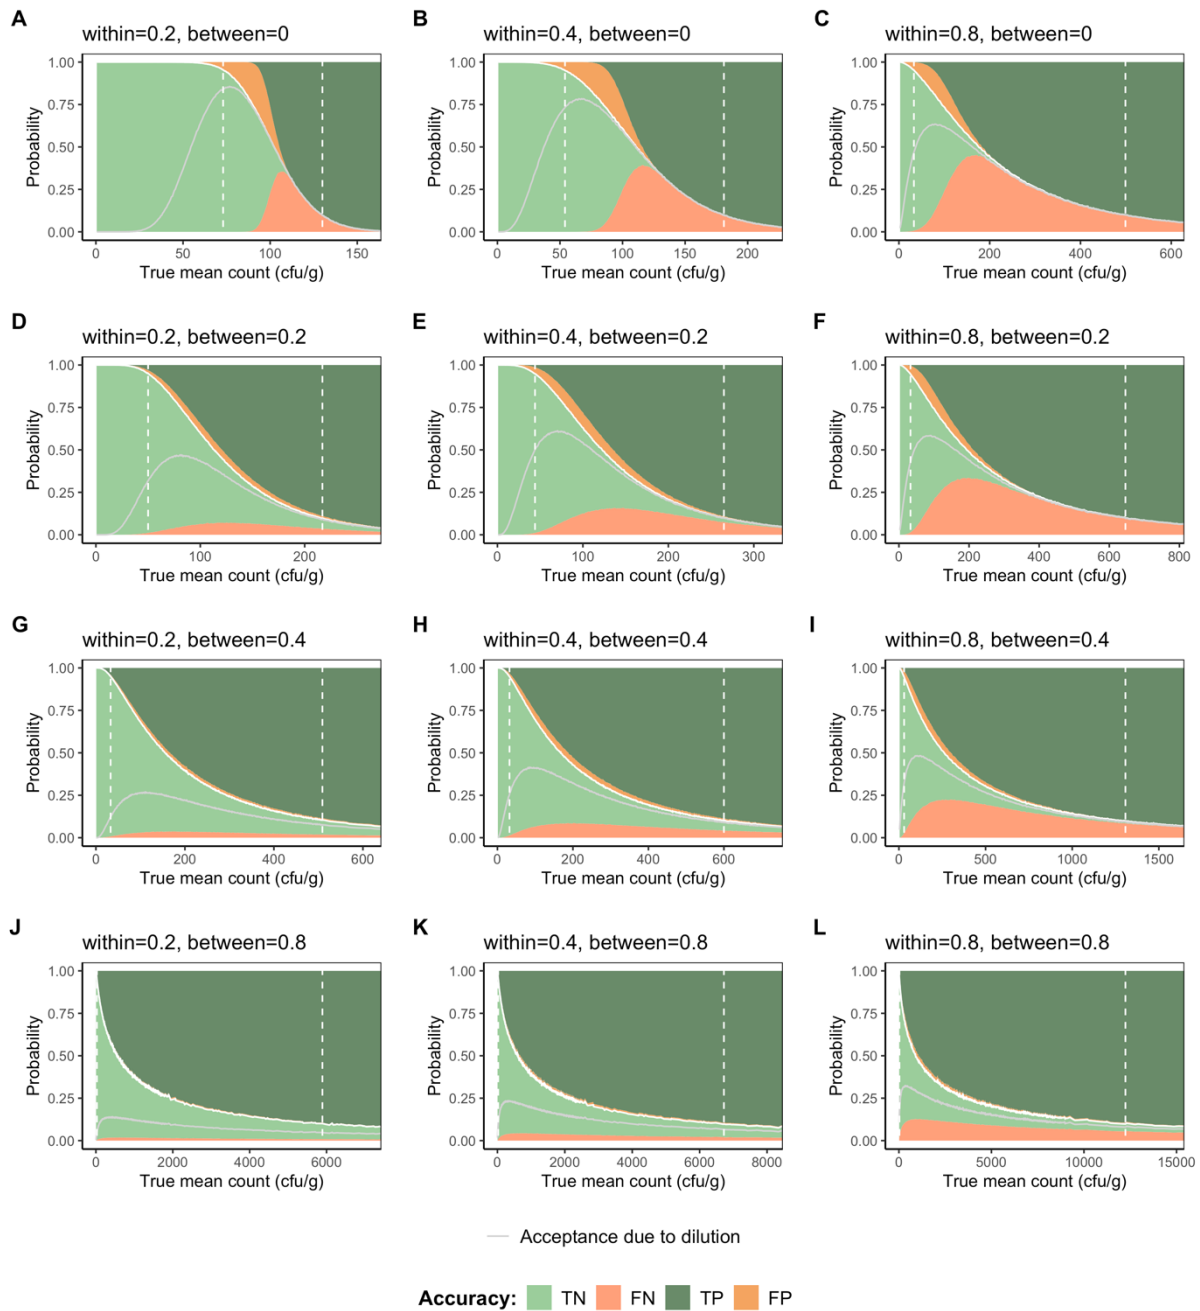 A
within=0.2, between=0
B
within=0.4, between=0
C
within=0.8, between=0
1.00
0.75
0.50
0.25
0.00
Probability
0 50 100 150
True mean count (cfu/g)
1.00
0.75
0.50
0.25
0.00
Probability
0 50 100 150 200
True mean count (cfu/g)
1.00
0.75
0.50
0.25
0.00
Probability
0 200 400 600
True mean count (cfu/g)
D
within=0.2, between=0.2
E
within=0.4, between=0.2
F
within=0.8, between=0.2
1.00
0.75
0.50
0.25
0.00
Probability
0 100 200
True mean count (cfu/g)
1.00
0.75
0.50
0.25
0.00
Probability
0 100 200 300
True mean count (cfu/g)
1.00
0.75
0.50
0.25
0.00
Probability
0 200 400 600 800
True mean count (cfu/g)
G
within=0.2, between=0.4
H
within=0.4, between=0.4
I
within=0.8, between=0.4
1.00
0.75
0.50
0.25
0.00
Probability
0 200 400 600
True mean count (cfu/g)
1.00
0.75
0.50
0.25
0.00
Probability
0 200 400 600
True mean count (cfu/g)
1.00
0.75
0.50
0.25
0.00
Probability
0 500 1000 1500
True mean count (cfu/g)
J
within=0.2, between=0.8
K
within=0.4, between=0.8
L
within=0.8, between=0.8
1.00
0.75
0.50
0.25
0.00
Probability
0 2000 4000 6000
True mean count (cfu/g)
1.00
0.75
0.50
0.25
0.00
Probability
0 2000 4000 6000 8000
True mean count (cfu/g)
1.00
0.75
0.50
0.25
0.00
Probability
0 5000 10000 15000
True mean count (cfu/g)
Acceptance due to dilution
Accuracy: TN FN TP FP